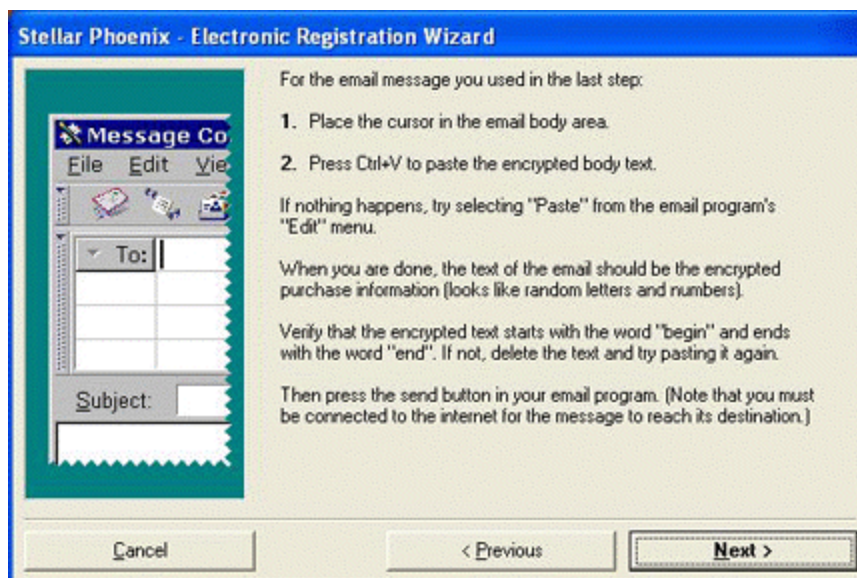 Stellar Phoenix - Electronic Registration Wizard
Message Co
File Edit Vie
To:
Subject:
For the email message you used in the last step:
1. Place the cursor in the email body area.
2. Press Ctrl+V to paste the encrypted body text.
If nothing happens, try selecting "Paste" from the email program's
"Edit" menu.
When you are done, the text of the email should be the encrypted
purchase information (looks like random letters and numbers).
Verify that the encrypted text starts with the word "begin" and ends
with the word "end". If not, delete the text and try pasting it again.
Then press the send button in your email program. (Note that you must
be connected to the internet for the message to reach its destination.)
Cancel
< Previous
Next >